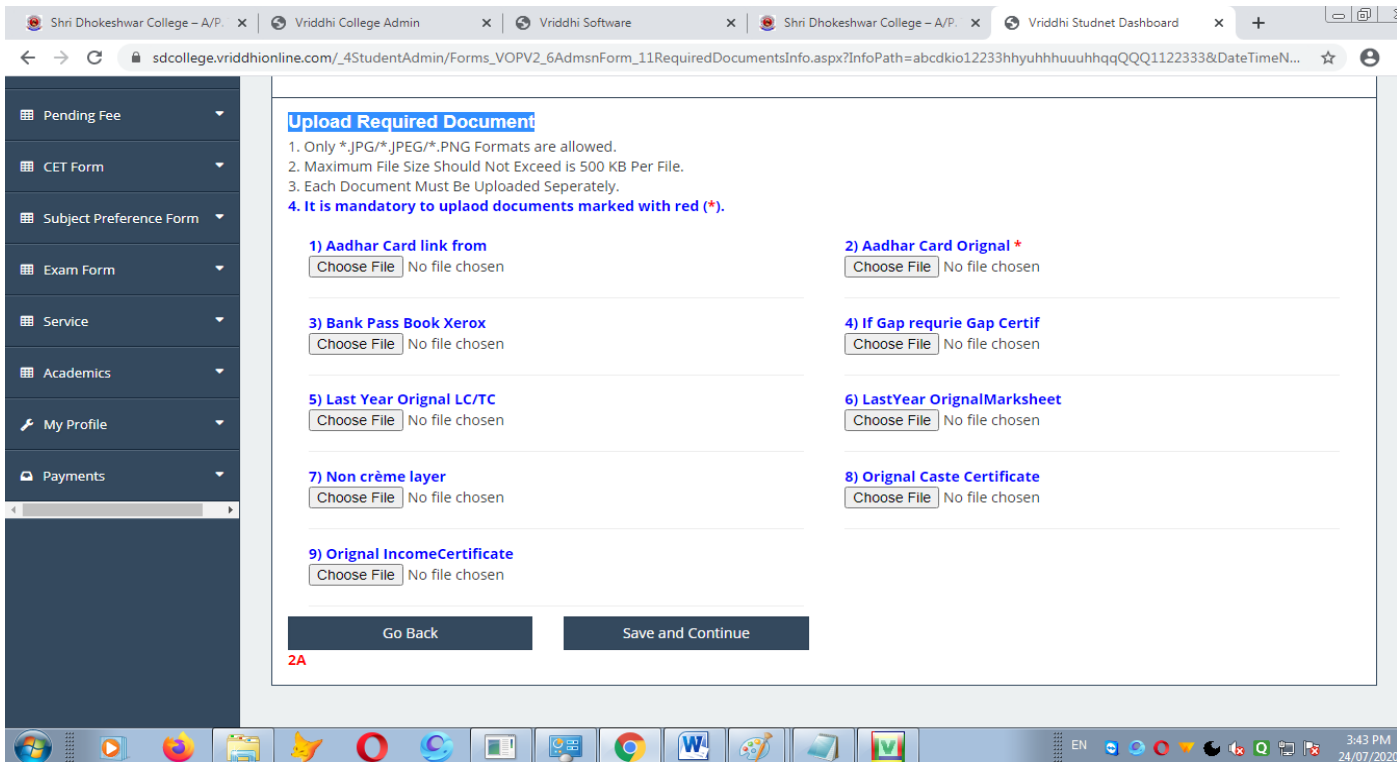 Shri Dhokeshwar College – A/P.
Vriddhi College Admin
Vriddhi Software
Shri Dhokeshwar College – A/P.
Vriddhi Studnet Dashboard
sdcollege.vriddhionline.com/_4StudentAdmin/Forms_VOPV2_6AdmsnForm_11RequiredDocumentsInfo.aspx?InfoPath=abcdkio12233hhyuhhhuuuhhqqQQQ1122333&DateTimeN...
Pending Fee
CET Form
Subject Preference Form
Exam Form
Service
Academics
My Profile
Payments
Upload Required Document
1. Only *.JPG/*.JPEG/*.PNG Formats are allowed.
2. Maximum File Size Should Not Exceed is 500 KB Per File.
3. Each Document Must Be Uploaded Seperately.
4. It is mandatory to uplaod documents marked with red (*).
1) Aadhar Card link from
Choose File No file chosen
2) Aadhar Card Orignal *
Choose File No file chosen
3) Bank Pass Book Xerox
Choose File No file chosen
4) If Gap requrie Gap Certif
Choose File No file chosen
5) Last Year Orignal LC/TC
Choose File No file chosen
6) LastYear OrignalMarksheet
Choose File No file chosen
7) Non crème layer
Choose File No file chosen
8) Orignal Caste Certificate
Choose File No file chosen
9) Orignal IncomeCertificate
Choose File No file chosen
Go Back
Save and Continue
2A
EN
3:43 PM
24/07/2020